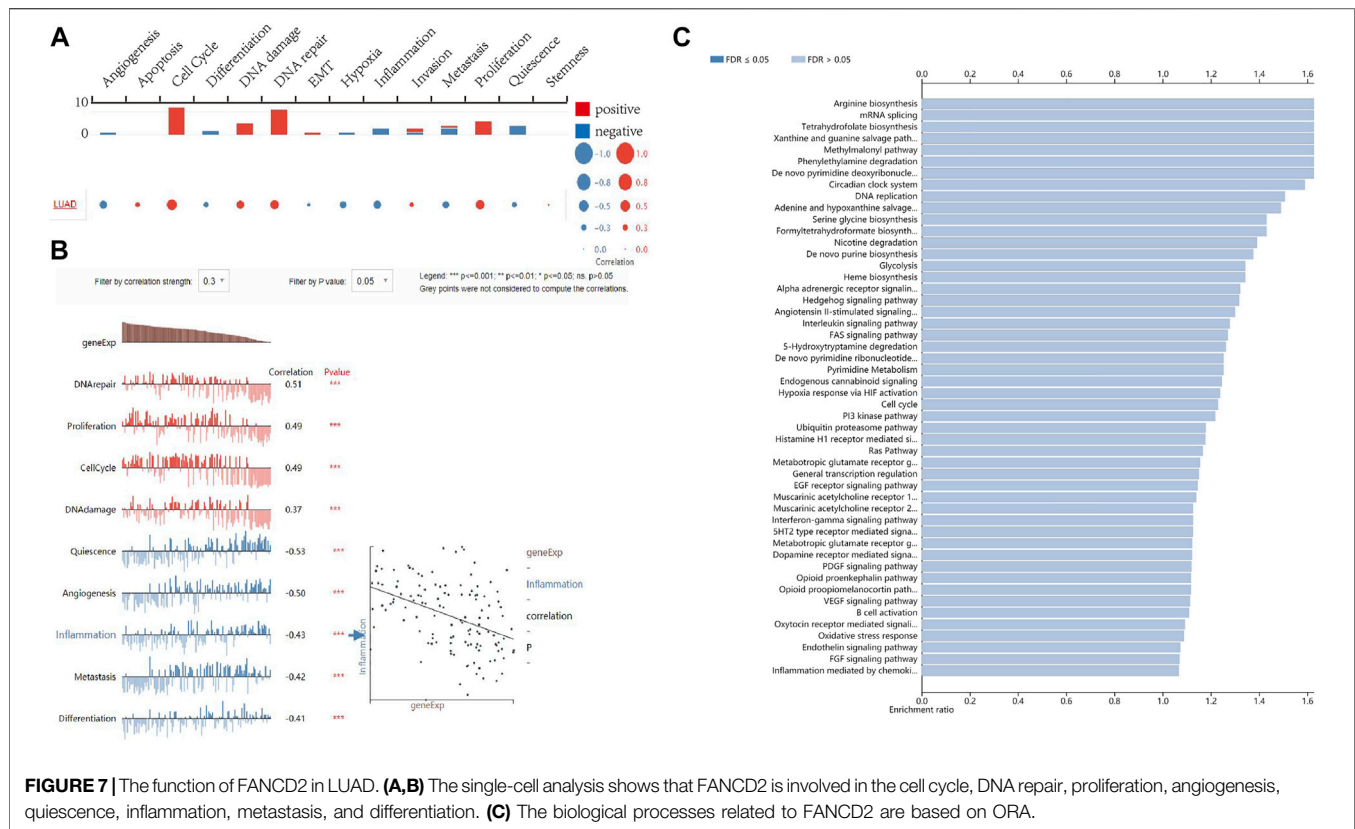 A
Angiogenesis
Apoptosis
Cell Cycle
Differentiation
DNA damage
DNA repair
EMT
Hypoxia
Inflammation
Invasion
Metastasis
Proliferation
Quiescence
Stemness
10
0
positive
negative
-1.0 1.0
-0.8 0.8
-0.5 0.5
-0.3 0.3
0.0 0.0
Correlation
LUAD
B
Filter by correlation strength: 0.3
Filter by P value: 0.05
Legend: *** p<=0.001; ** p<=0.01; * p<=0.05; ns. p>0.05
Grey points were not considered to compute the correlations.
geneExp
Correlation Pvalue
DNArepair 0.51 ***
Proliferation 0.49 ***
CellCycle 0.49 ***
DNAdamage 0.37 ***
Quiescence -0.53 ***
Angiogenesis -0.50 ***
Inflammation -0.43 ***
Metastasis -0.42 ***
Differentiation -0.41 ***
Inflammation
geneExp
geneExp
-
Inflammation
-
correlation
-
P
-
C
FDR ≤ 0.05 FDR > 0.05
0.0 0.2 0.4 0.6 0.8 1.0 1.2 1.4 1.6
Arginine biosynthesis
mRNA splicing
Tetrahydrofolate biosynthesis
Xanthine and guanine salvage path...
Methylmalonyl pathway
Phenylethylamine degradation
De novo pyrimidine deoxyribonucle...
Circadian clock system
DNA replication
Adenine and hypoxanthine salvage...
Serine glycine biosynthesis
Formyltetrahydroformate biosynth...
Nicotine degradation
De novo purine biosynthesis
Glycolysis
Heme biosynthesis
Alpha adrenergic receptor signalin...
Hedgehog signaling pathway
Angiotensin II-stimulated signaling...
Interleukin signaling pathway
FAS signaling pathway
5-Hydroxytryptamine degradation
De novo pyrimidine ribonucleotide...
Pyrimidine Metabolism
Endogenous cannabinoid signaling
Hypoxia response via HIF activation
Cell cycle
PI3 kinase pathway
Ubiquitin proteasome pathway
Histamine H1 receptor mediated si...
Ras Pathway
Metabotropic glutamate receptor g...
General transcription regulation
EGF receptor signaling pathway
Muscarinic acetylcholine receptor 1...
Muscarinic acetylcholine receptor 2...
Interferon-gamma signaling pathway
5HT2 type receptor mediated signa...
Metabotropic glutamate receptor g...
Dopamine receptor mediated signa...
PDGF signaling pathway
Opioid proenkephalin pathway
Opioid proopiomelanocortin path...
VEGF signaling pathway
B cell activation
Oxytocin receptor mediated signali...
Oxidative stress response
Endothelin signaling pathway
FGF signaling pathway
Inflammation mediated by chemoki...
0.0 0.2 0.4 0.6 0.8 1.0 1.2 1.4 1.6
Enrichment ratio
FIGURE 7 | The function of FANCD2 in LUAD. (A,B) The single-cell analysis shows that FANCD2 is involved in the cell cycle, DNA repair, proliferation, angiogenesis,
quiescence, inflammation, metastasis, and differentiation. (C) The biological processes related to FANCD2 are based on ORA.